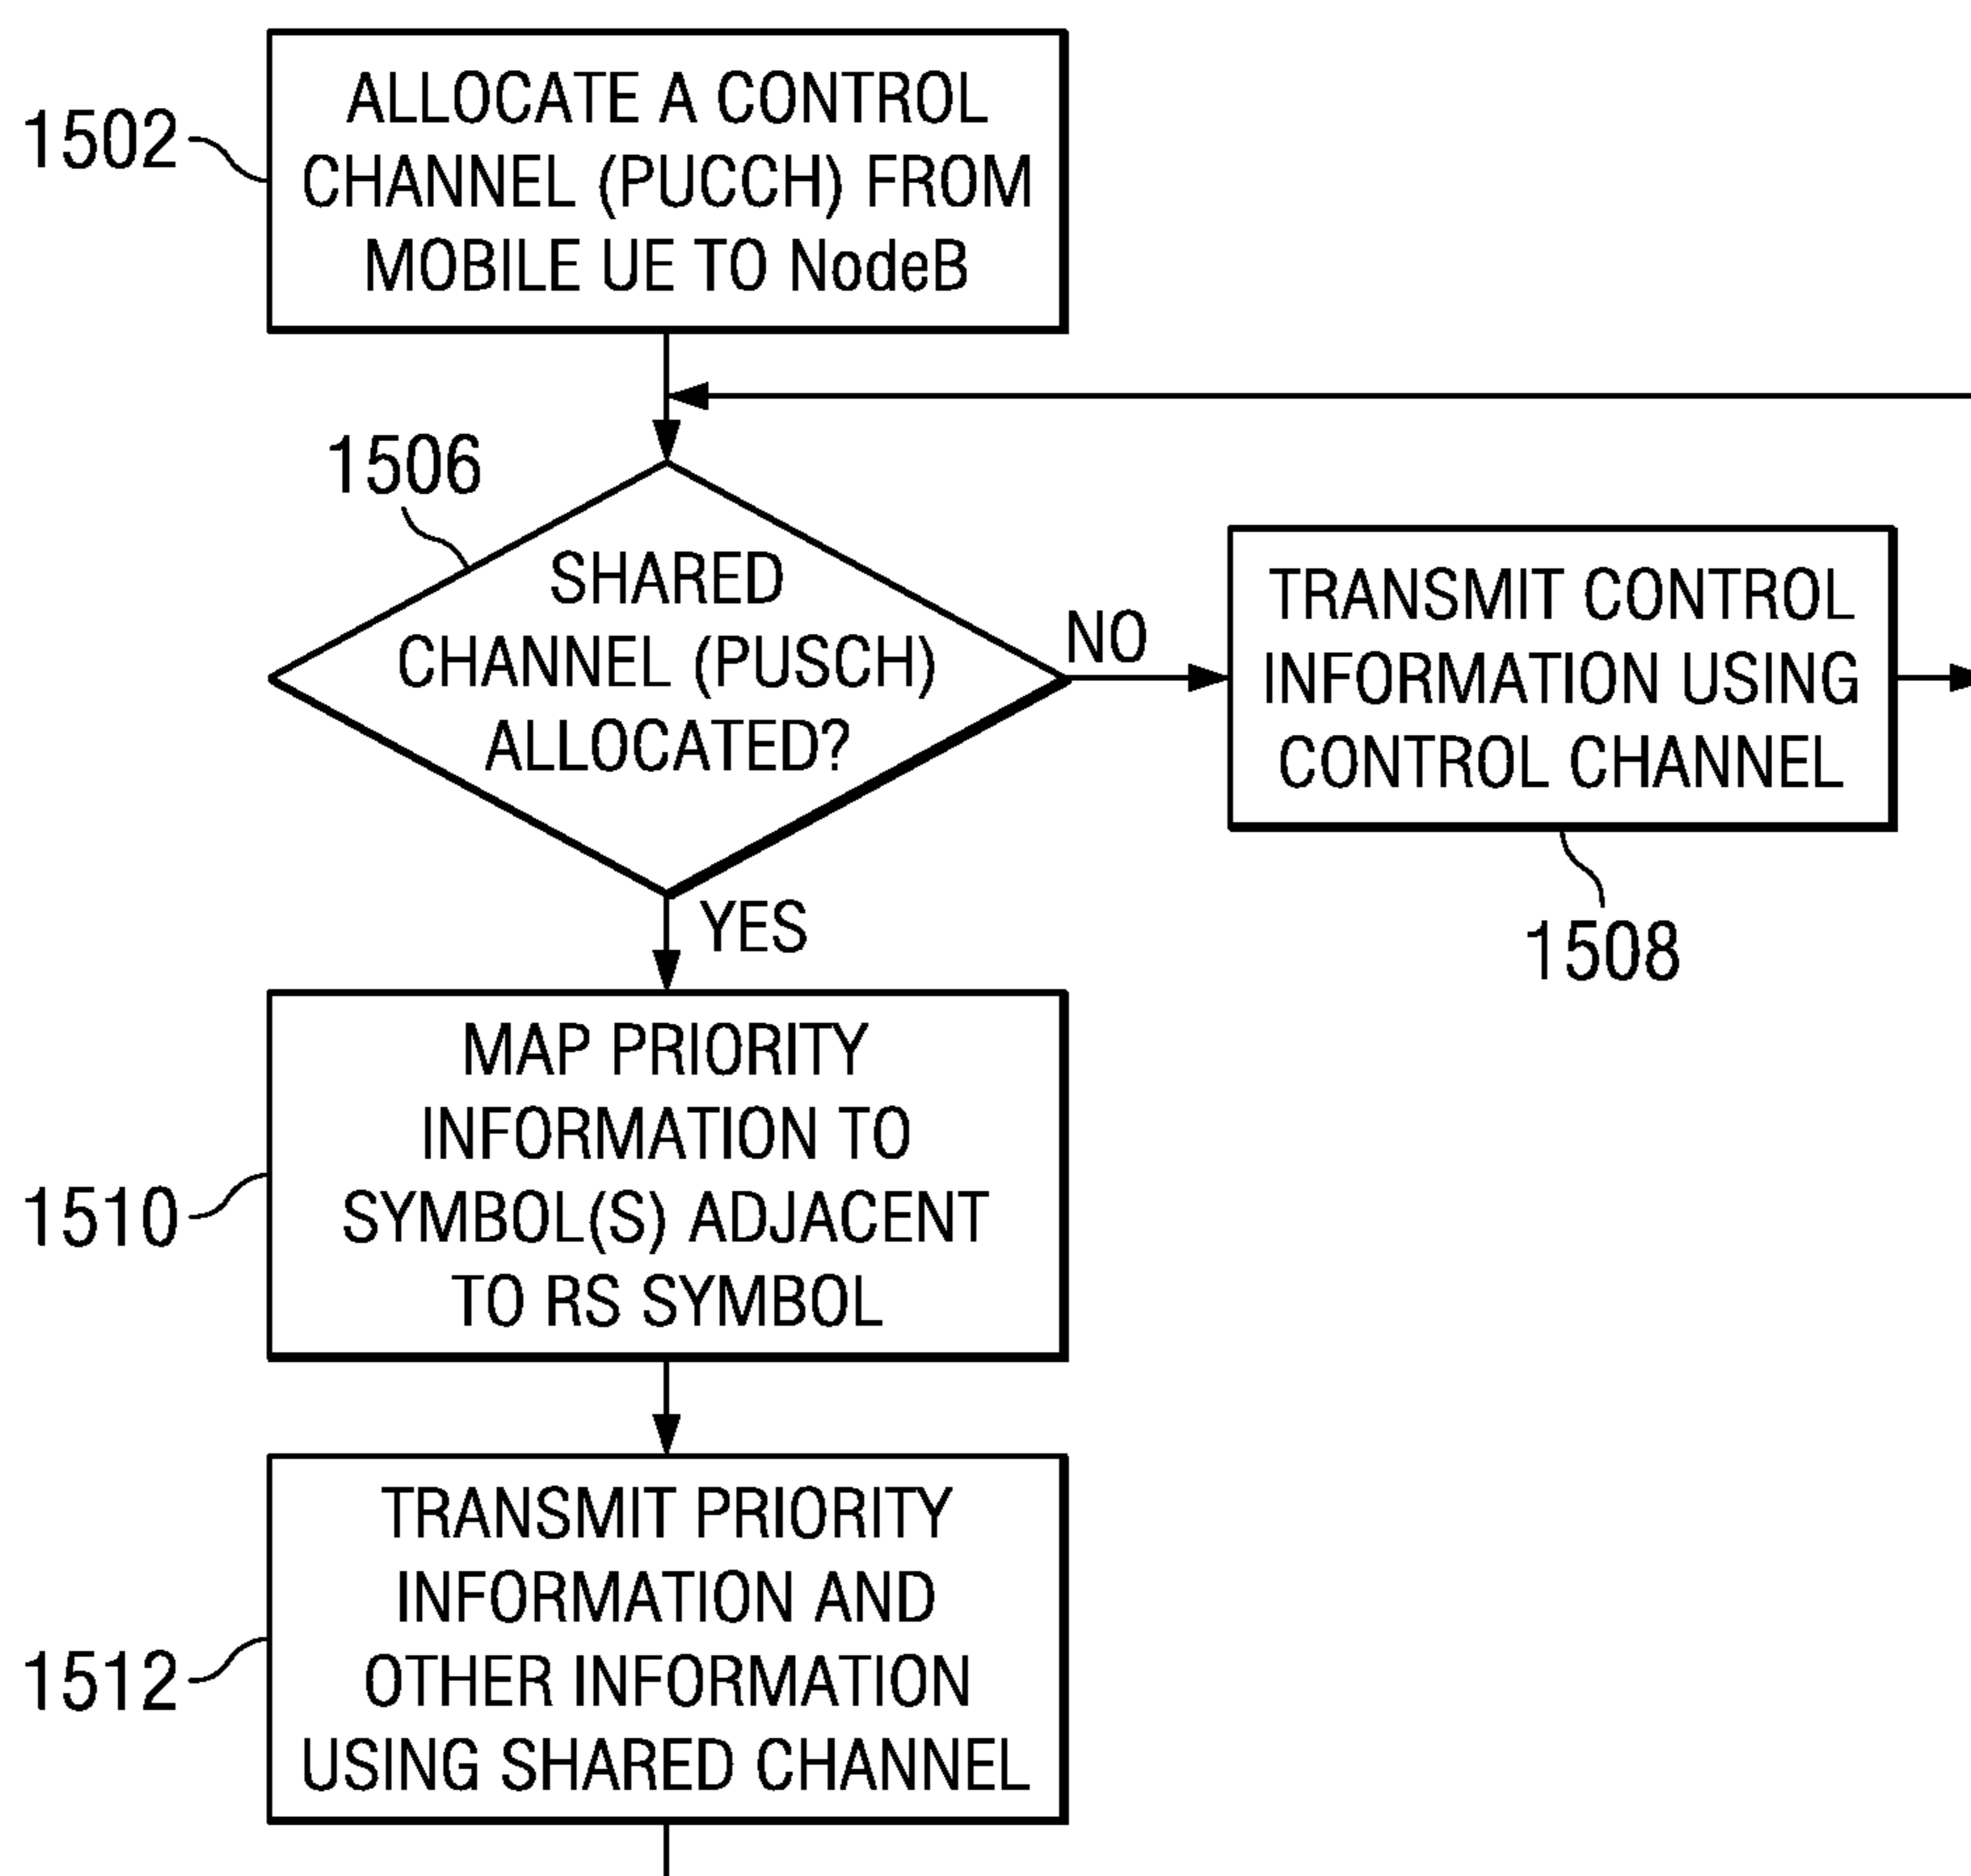 1502
ALLOCATE A CONTROL
CHANNEL (PUCCH) FROM
MOBILE UE TO NodeB
1506
SHARED
CHANNEL (PUSCH)
ALLOCATED?
NO
TRANSMIT CONTROL
INFORMATION USING
CONTROL CHANNEL
1508
YES
1510
MAP PRIORITY
INFORMATION TO
SYMBOL(S) ADJACENT
TO RS SYMBOL
1512
TRANSMIT PRIORITY
INFORMATION AND
OTHER INFORMATION
USING SHARED CHANNEL